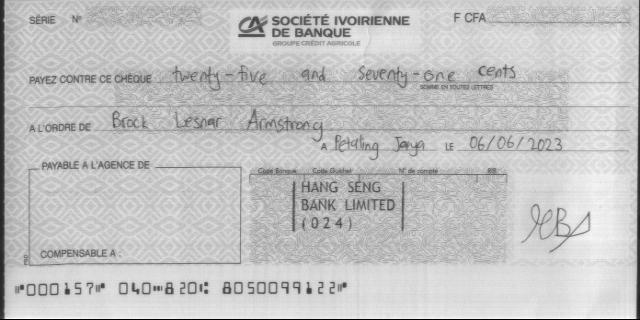 SÉRIE N° CA SOCIÉTÉ IVOIRIENNE F CFA
DE BANQUE
GROUPE CRÉDIT AGRICOLE
PAYEZ CONTRE CE CHÈQUE twenty-five and seventy-one cents
SOMME EN TOUTES LETTRES
A L'ORDRE DE Brock Lesnar Armstrong
A Petaling Jaya LE 06/06/2023
PAYABLE A L'AGENCE DE
Code Banque Code Guichet N° de compte RIB
HANG SENG
BANK LIMITED
(024)
COMPENSABLE A :
⑈000157⑈ 040⑉820⑆ 8050099122⑈